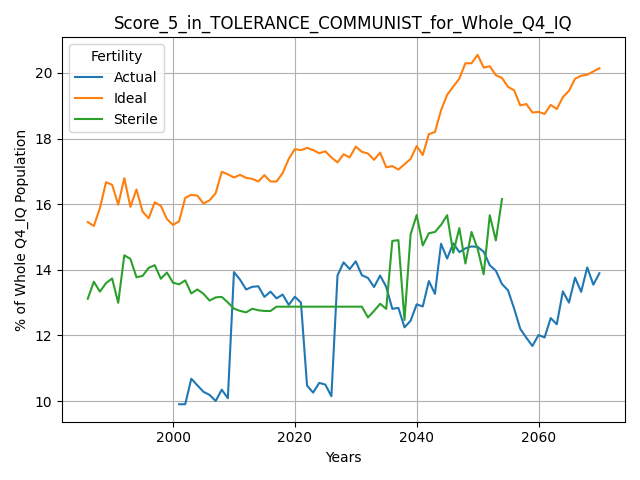 Score_5_in_TOLERANCE_COMMUNIST_for_Whole_Q4_IQ
Fertility
Actual
Ideal
Sterile
% of Whole Q4_IQ Population
20
18
16
14
12
10
2000
2020
2040
2060
Years